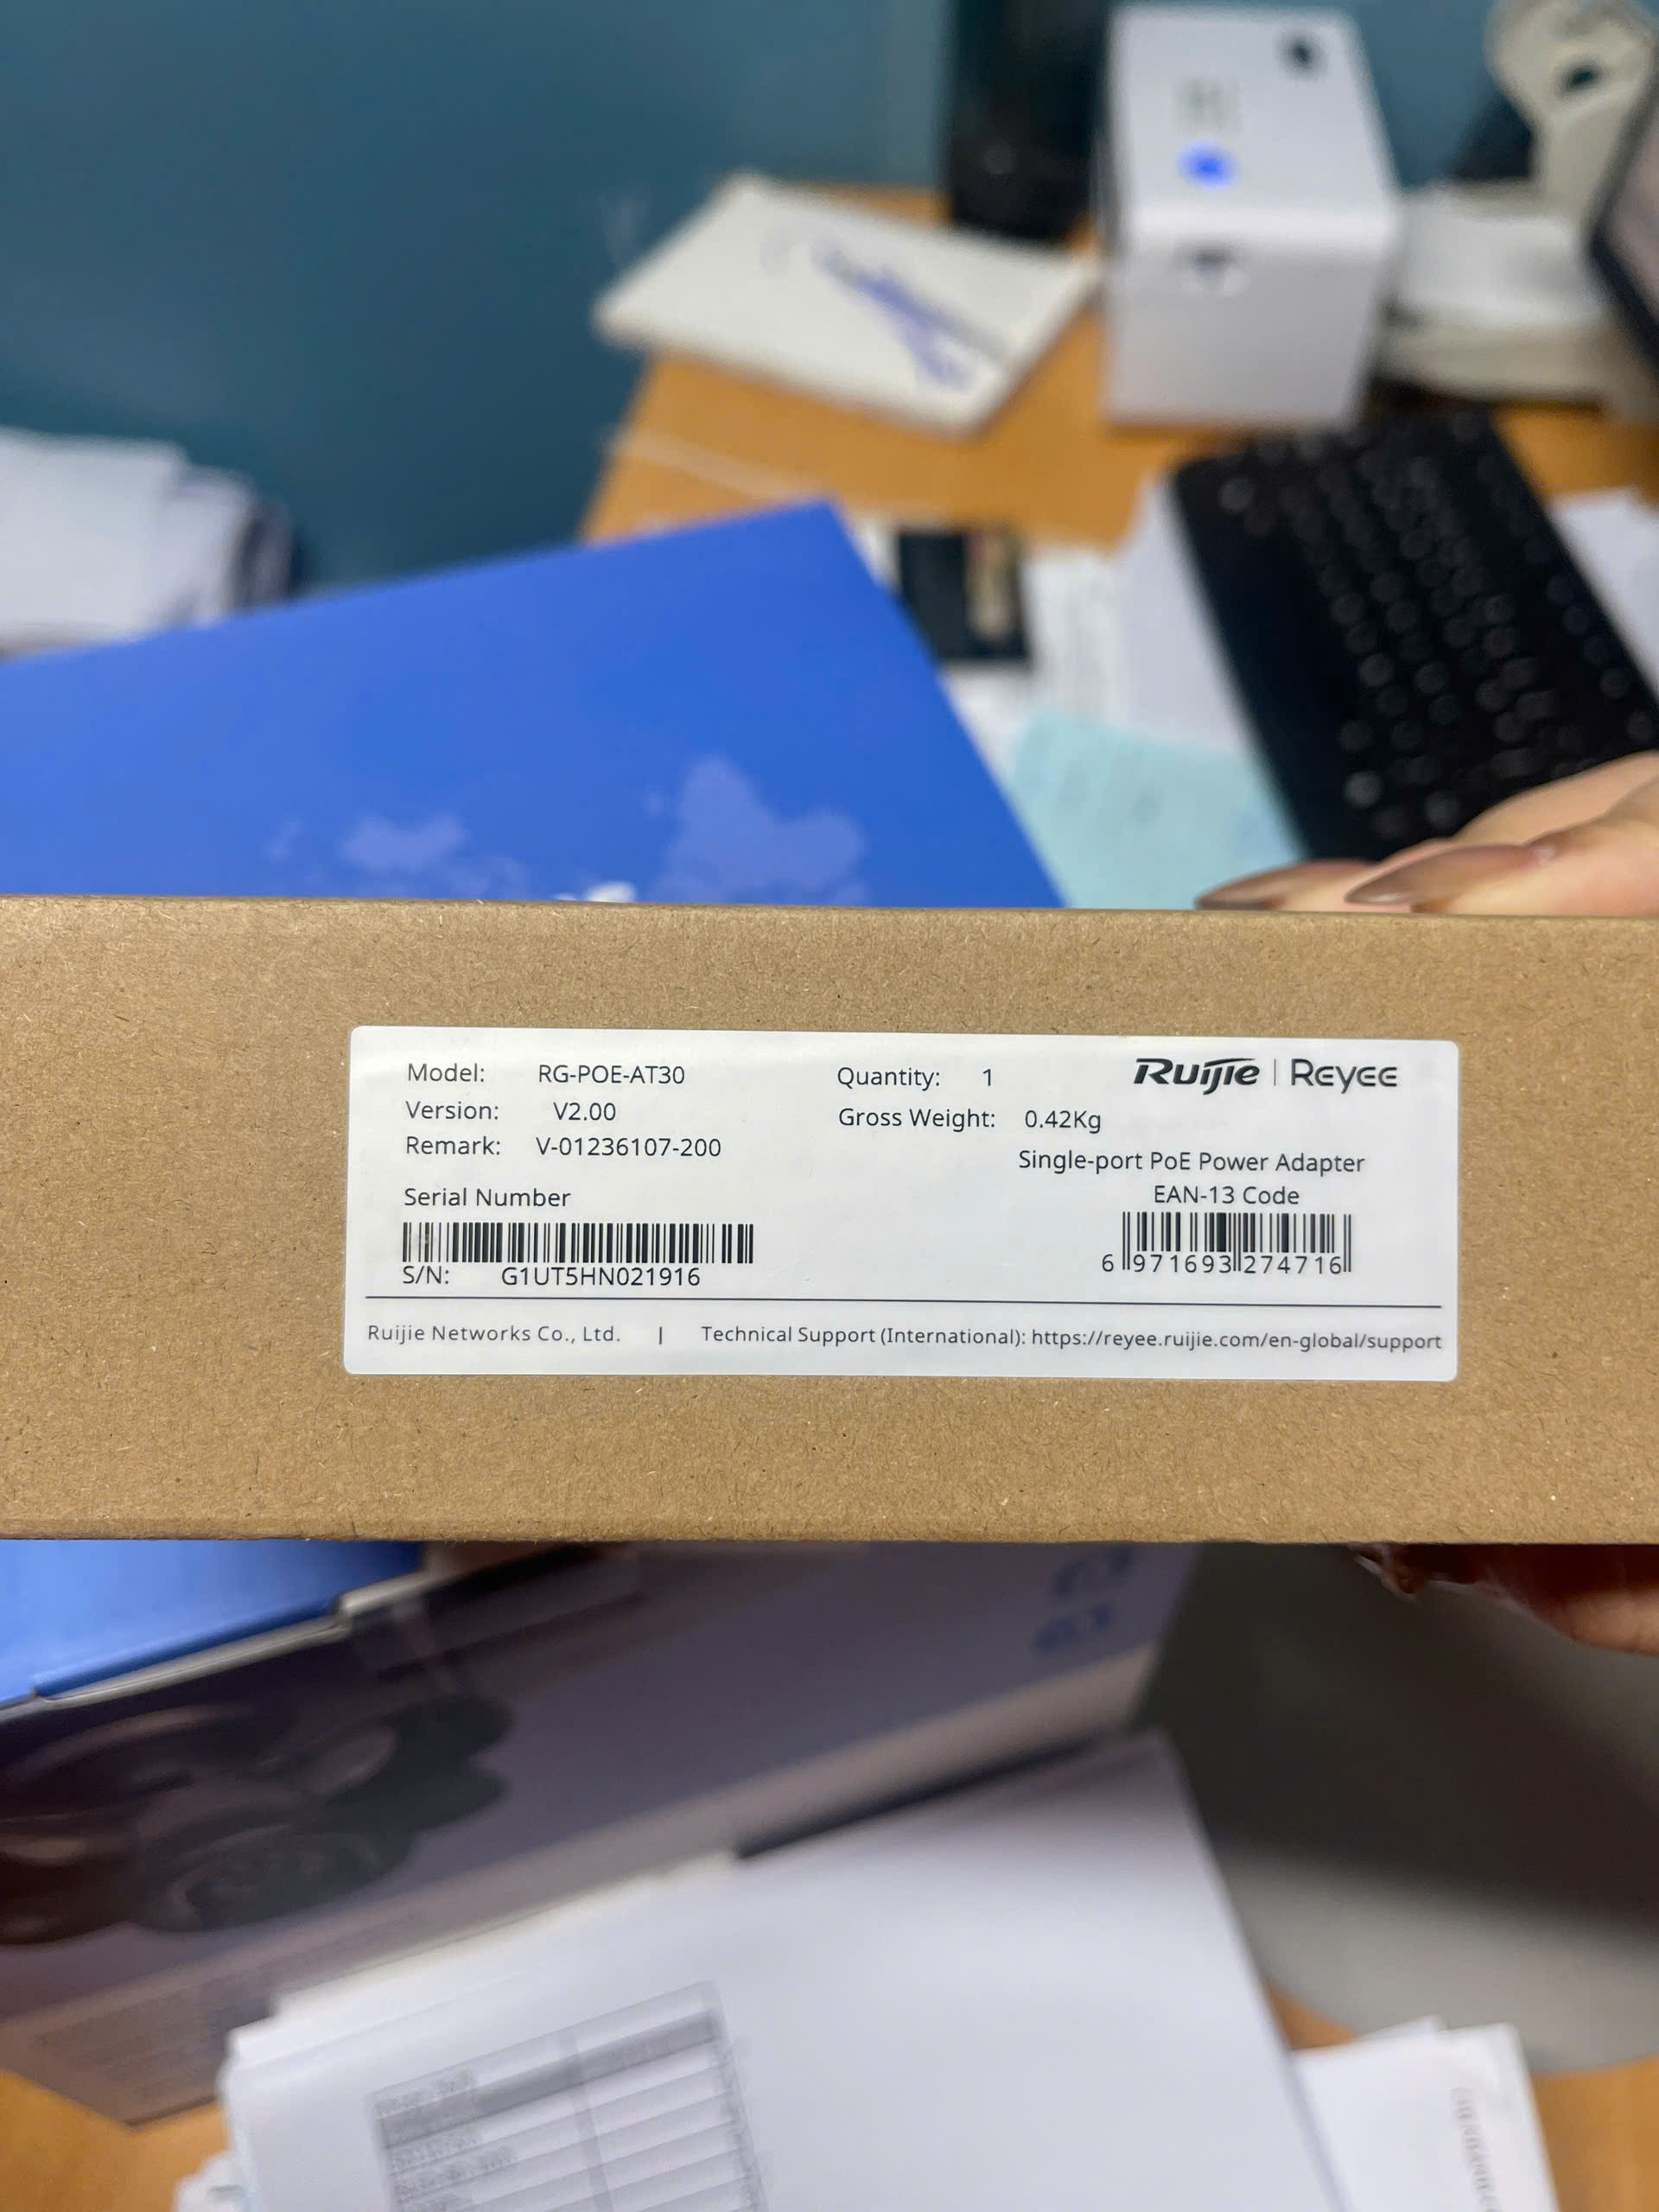 Model: RG-POE-AT30
Version: V2.00
Remark: V-01236107-200
Quantity: 1
Gross Weight: 0.42Kg
Ruijie | Reyee
Single-port PoE Power Adapter
EAN-13 Code
6 971693 274716
Serial Number
S/N: G1UT5HN021916
Ruijie Networks Co., Ltd. | Technical Support (International): https://reyee.ruijie.com/en-global/support